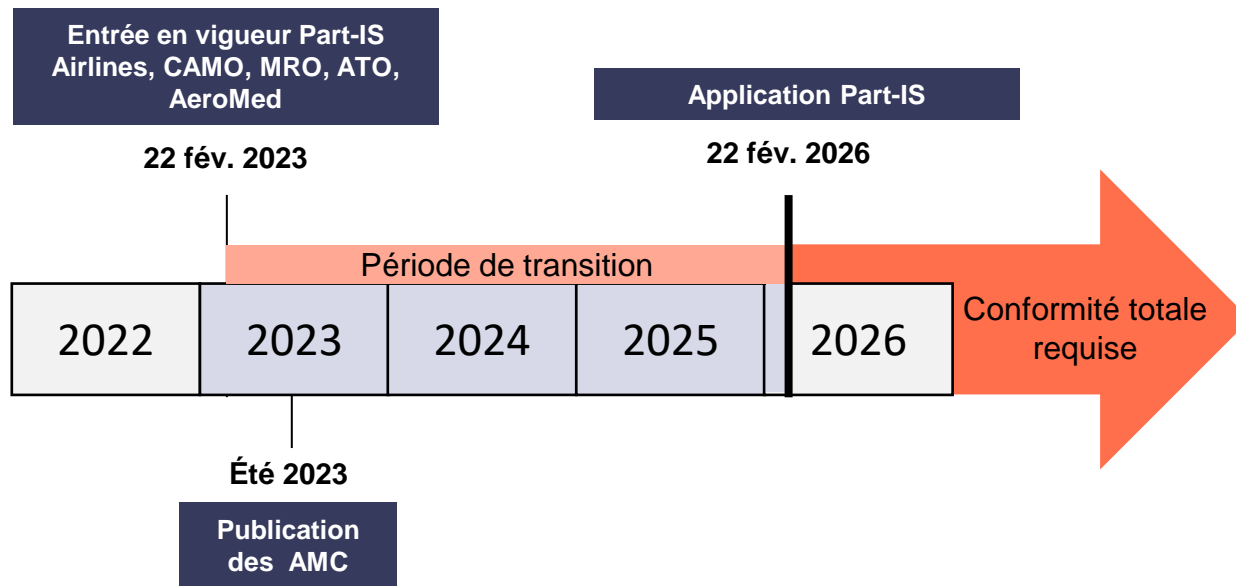 Entrée en vigueur Part-IS
Airlines, CAMO, MRO, ATO,
AeroMed
Application Part-IS
22 fév. 2023
22 fév. 2026
Période de transition
2022
2023
2024
2025
2026
Conformité totale
requise
Été 2023
Publication
des AMC